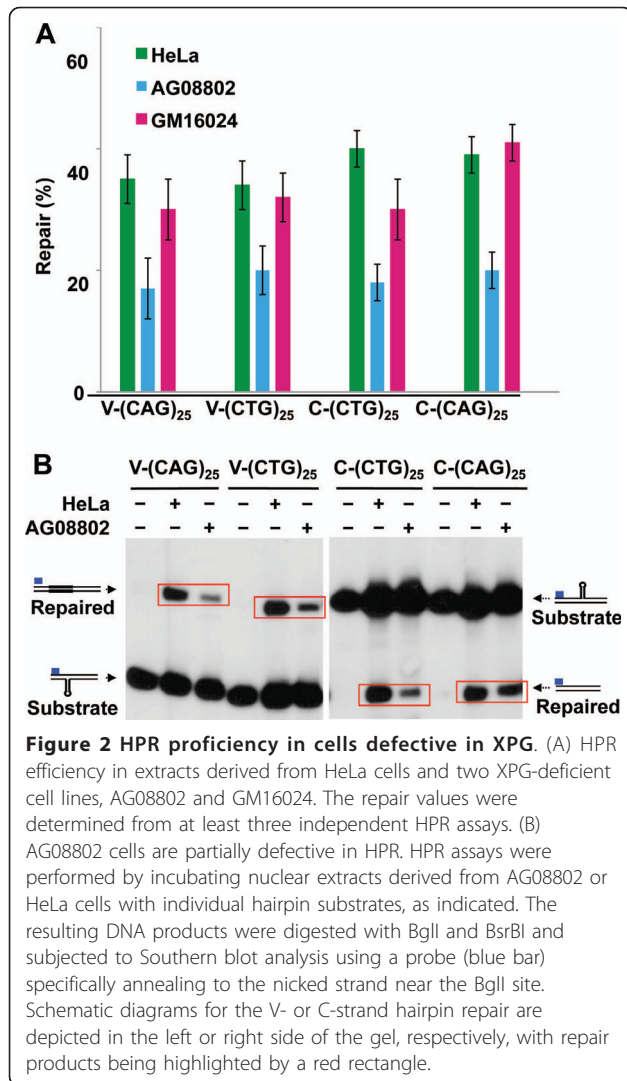 A
60
40
20
0
Repair (%)
HeLa
AG08802
GM16024
V-(CAG)25 V-(CTG)25 C-(CTG)25 C-(CAG)25
B
V-(CAG)25 V-(CTG)25 C-(CTG)25 C-(CAG)25
HeLa − + − − + − − + − − + −
AG08802 − − + − − + − − + − − +
Repaired
Substrate
Substrate
Repaired
Figure 2 HPR proficiency in cells defective in XPG. (A) HPR
efficiency in extracts derived from HeLa cells and two XPG-deficient
cell lines, AG08802 and GM16024. The repair values were
determined from at least three independent HPR assays. (B)
AG08802 cells are partially defective in HPR. HPR assays were
performed by incubating nuclear extracts derived from AG08802 or
HeLa cells with individual hairpin substrates, as indicated. The
resulting DNA products were digested with BglI and BsrBI and
subjected to Southern blot analysis using a probe (blue bar)
specifically annealing to the nicked strand near the BglI site.
Schematic diagrams for the V- or C-strand hairpin repair are
depicted in the left or right side of the gel, respectively, with repair
products being highlighted by a red rectangle.